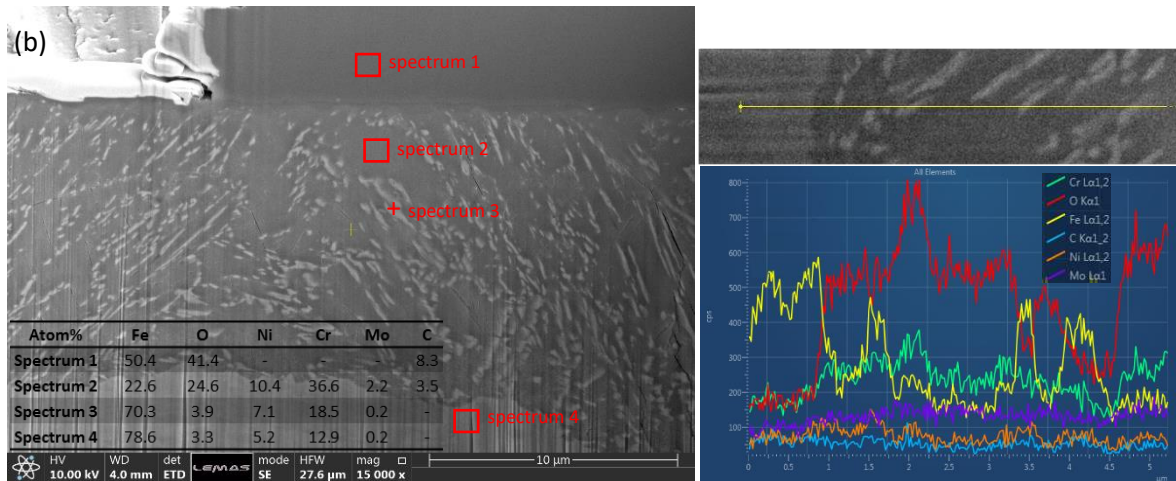 (b)
spectrum 1
spectrum 2
spectrum 3
spectrum 4
Atom% Fe O Ni Cr Mo C
Spectrum 1 50.4 41.4 - - - 8.3
Spectrum 2 22.6 24.6 10.4 36.6 2.2 3.5
Spectrum 3 70.3 3.9 7.1 18.5 0.2 -
Spectrum 4 78.6 3.3 5.2 12.9 0.2 -
HV WD det LEMAS mode HFW mag □
10.00 kV 4.0 mm ETD SE 27.6 µm 15 000 x
10 µm
All Elements
Cr Lα1,2
O Kα1
Fe Lα1,2
C Kα1_2
Ni Lα1,2
Mo Lα1
cps
800
700
600
500
400
300
200
100
0 0.5 1 1.5 2 2.5 3 3.5 4 4.5 5
µm